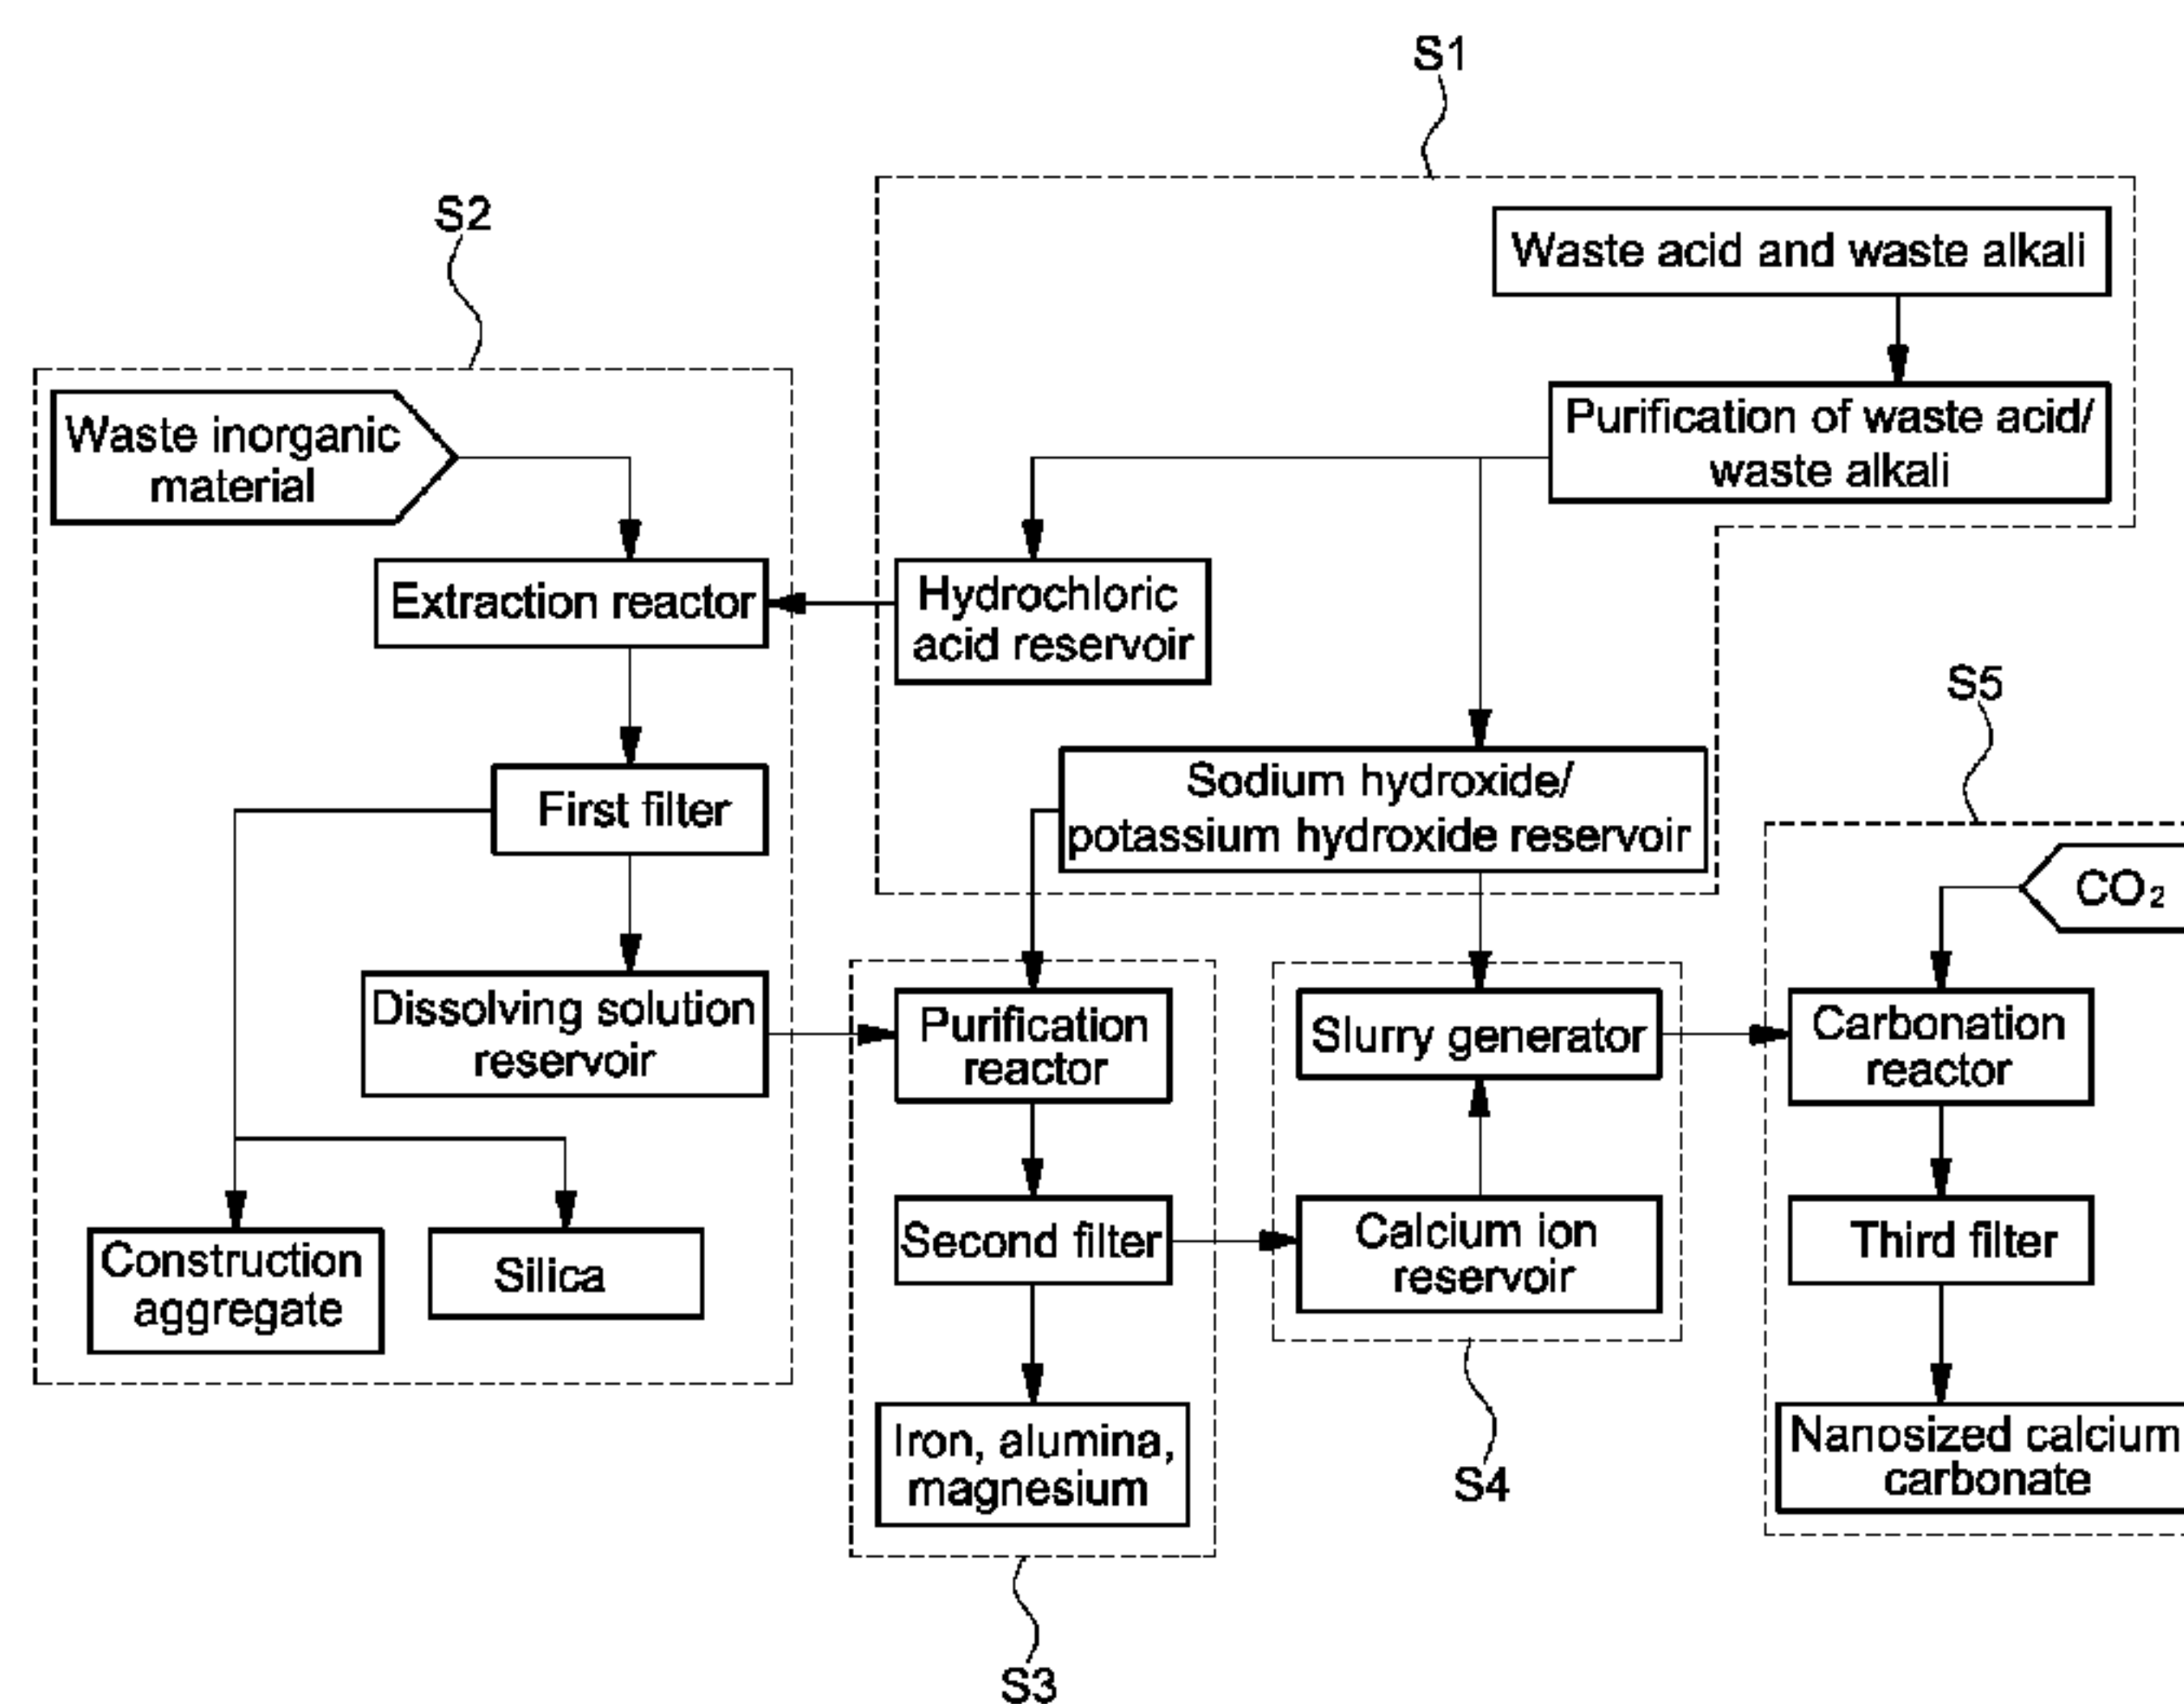 S1
Waste acid and waste alkali
Purification of waste acid/
waste alkali
Hydrochloric
acid reservoir
Sodium hydroxide/
potassium hydroxide reservoir
S2
Waste inorganic
material
Extraction reactor
First filter
Dissolving solution
reservoir
Construction
aggregate
Silica
Purification
reactor
Second filter
Iron, alumina,
magnesium
S3
Slurry generator
Calcium ion
reservoir
S4
S5
CO₂
Carbonation
reactor
Third filter
Nanosized calcium
carbonate